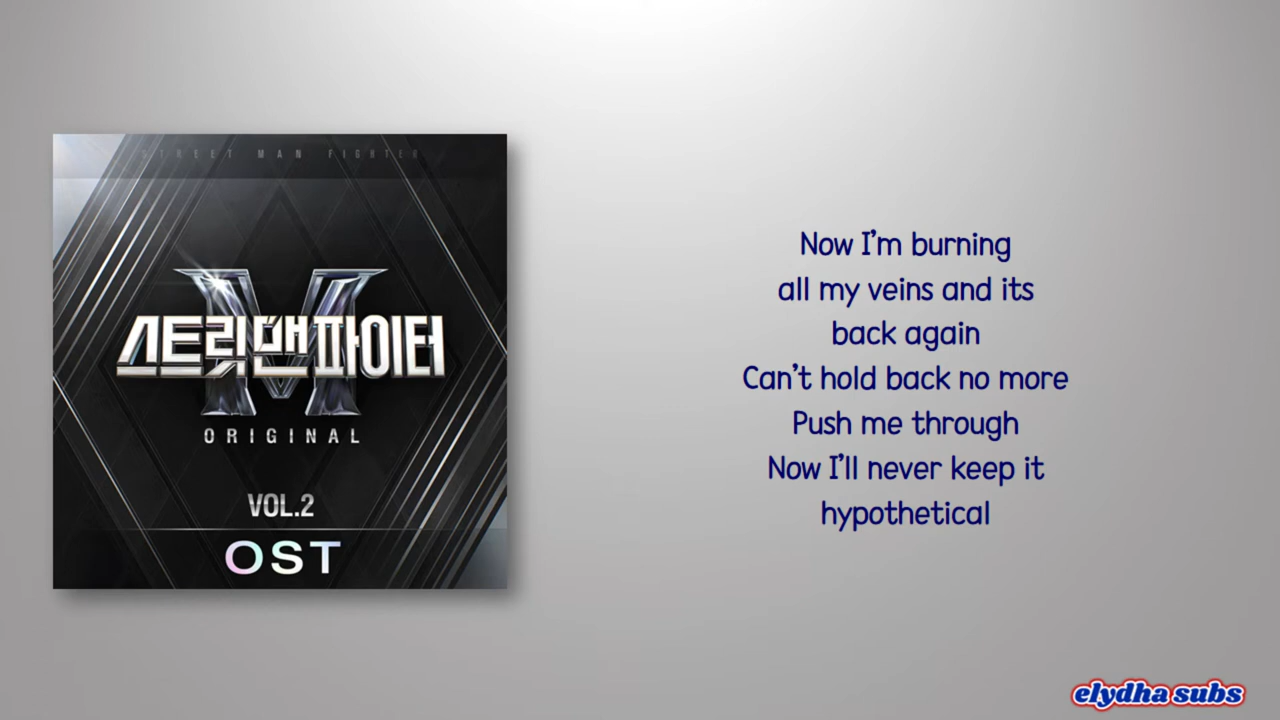 STREET MAN FIGHTER
스트릿맨파이터
M
ORIGINAL
VOL.2
OST
Now I'm burning
all my veins and its
back again
Can't hold back no more
Push me through
Now I'll never keep it
hypothetical
elydha subs